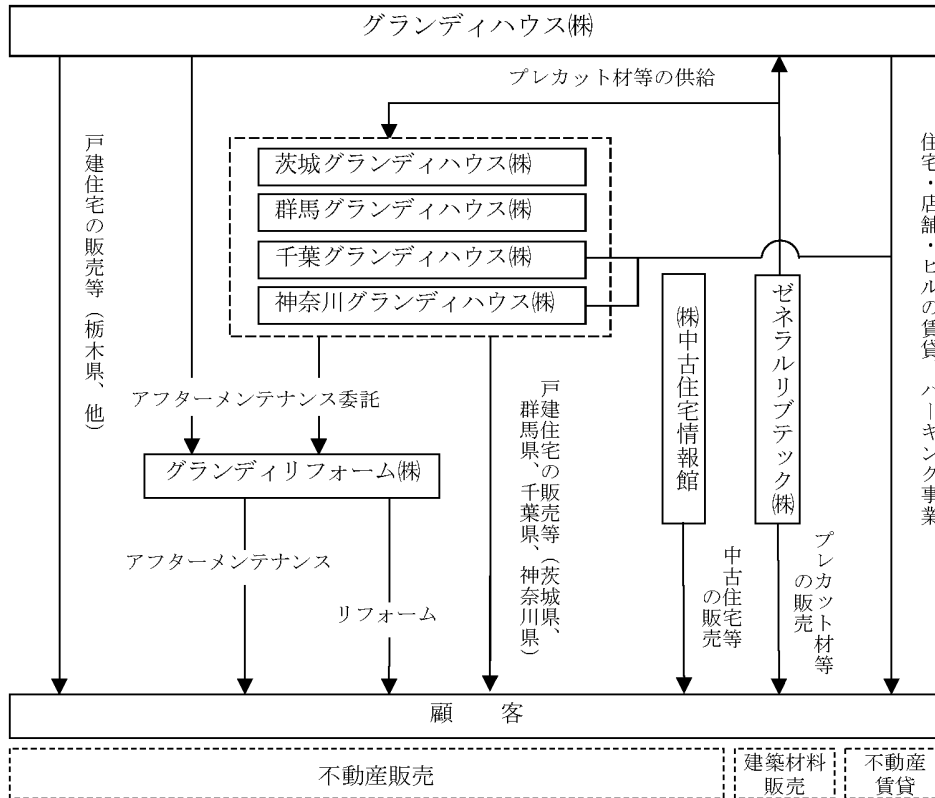 グランディハウス㈱
プレカット材等の供給
戸建住宅の販売等（栃木県、他）
茨城グランディハウス㈱
群馬グランディハウス㈱
千葉グランディハウス㈱
神奈川グランディハウス㈱
㈱中古住宅情報館
ゼネラルリブテック㈱
住宅・店舗・ビルの賃貸 パーキング事業
アフターメンテナンス委託
グランディリフォーム㈱
戸建住宅の販売等（茨城県、
群馬県、千葉県、神奈川県）
アフターメンテナンス
リフォーム
中古住宅等
の販売
プレカット材等
の販売
顧　客
不動産販売
建築材料
販売
不動産
賃貸